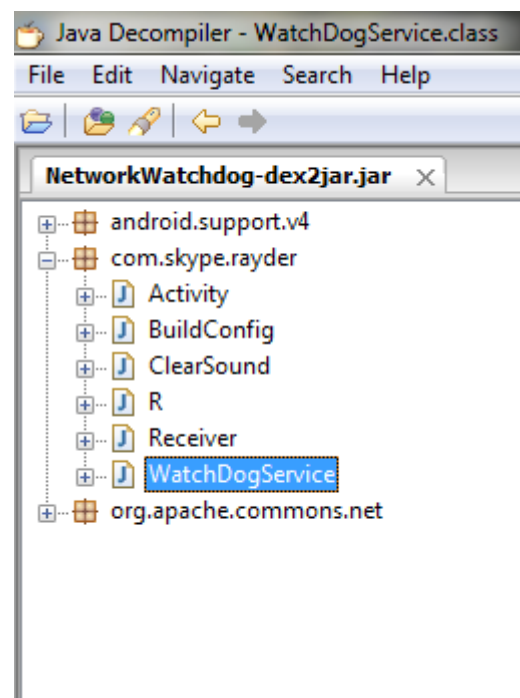 Java Decompiler - WatchDogService.class
File Edit Navigate Search Help
NetworkWatchdog-dex2jar.jar
android.support.v4
com.skype.rayder
Activity
BuildConfig
ClearSound
R
Receiver
WatchDogService
org.apache.commons.net